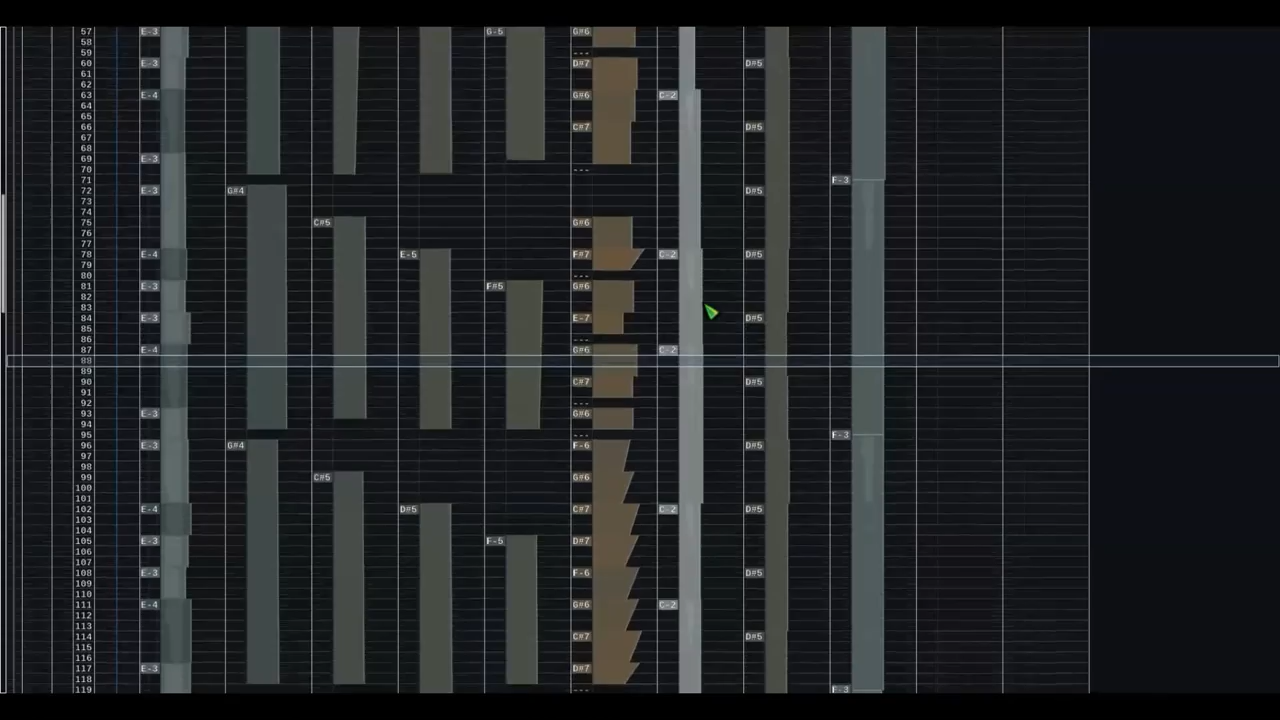 57 E-3 G-5 G#6
58
59 ---
60 E-3 D#7 D#5
61
62
63 E-4 G#6 C-2
64
65
66 C#7 D#5
67
68
69 E-3
70 ---
71 F-3
72 E-3 G#4 D#5
73
74
75 C#5 G#6
76
77
78 E-4 E-5 F#7 C-2 D#5
79
80 ---
81 E-3 F#5 G#6
82
83
84 E-3 E-7 D#5
85
86 ---
87 E-4 G#6 C-2
88
89
90 C#7 D#5
91
92 ---
93 E-3 G#6
94
95 --- F-3
96 E-3 G#4 F-6 D#5
97
98
99 C#5 G#6
100
101
102 E-4 D#5 C#7 C-2 D#5
103
104
105 E-3 F-5 D#7
106
107
108 E-3 F-6 D#5
109
110
111 E-4 G#6 C-2
112
113
114 C#7 D#5
115
116
117 E-3 D#7
118
119 --- F-3